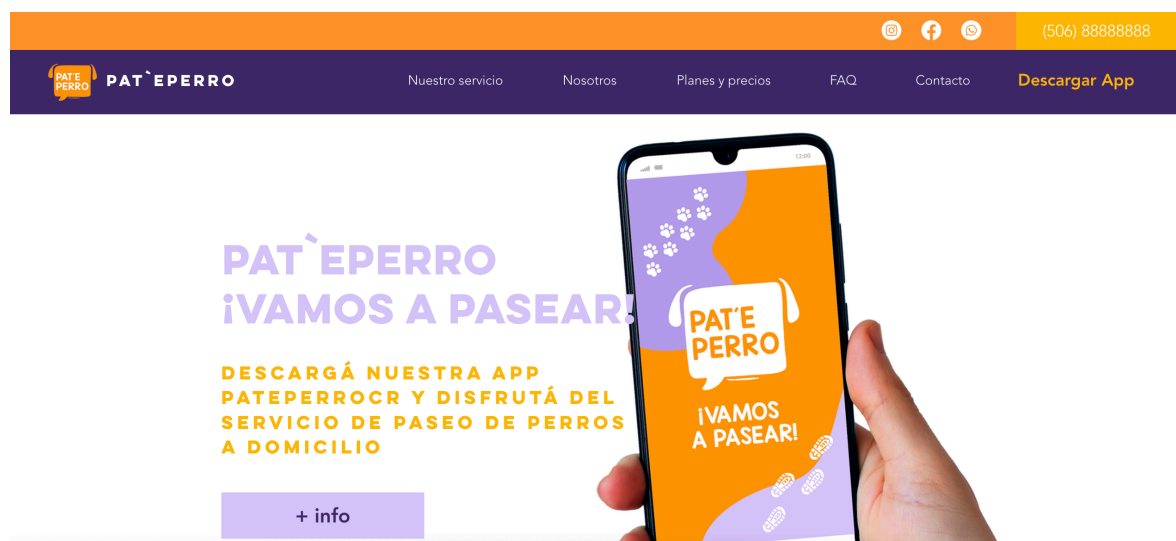 (506) 88888888
PAT´E
PERRO
PAT`EPERRO
Nuestro servicio
Nosotros
Planes y precios
FAQ
Contacto
Descargar App
12:00
PAT`EPERRO
¡VAMOS A PASEAR!
DESCARGÁ NUESTRA APP
PATEPERROCR Y DISFRUTÁ DEL
SERVICIO DE PASEO DE PERROS
A DOMICILIO
+ info
PAT´E
PERRO
¡VAMOS
A PASEAR!